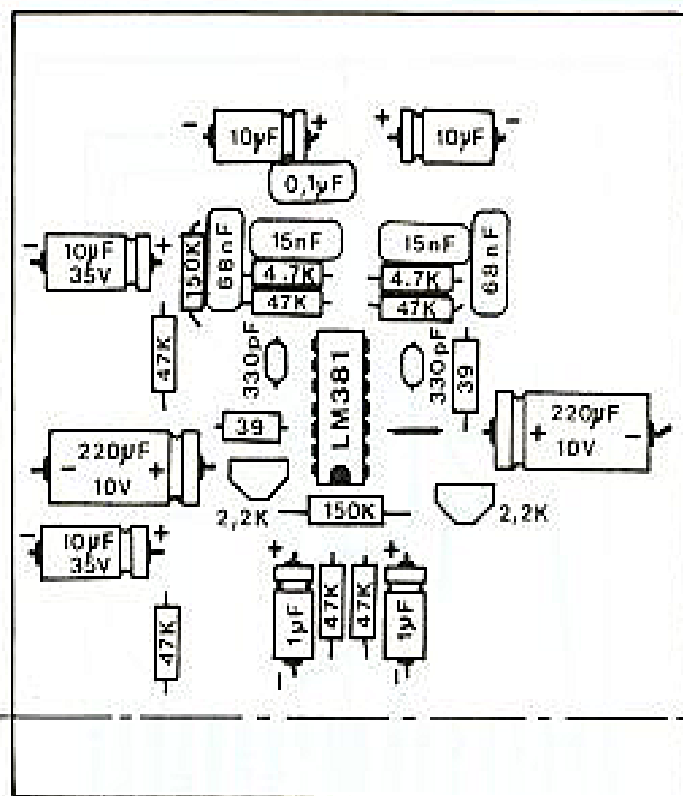 - 10µF + + 10µF -
0,1µF
- 10µF +
35V
150K
68nF
15nF
15nF
68nF
4.7K
4.7K
47K
47K
47K
330pF
LM381
330pF
39
39
- 220µF +
10V
220µF
+ -
10V
2,2K
150K
2,2K
- 10µF +
35V
+
+
1µF
47K
47K
1µF
-
-
47K